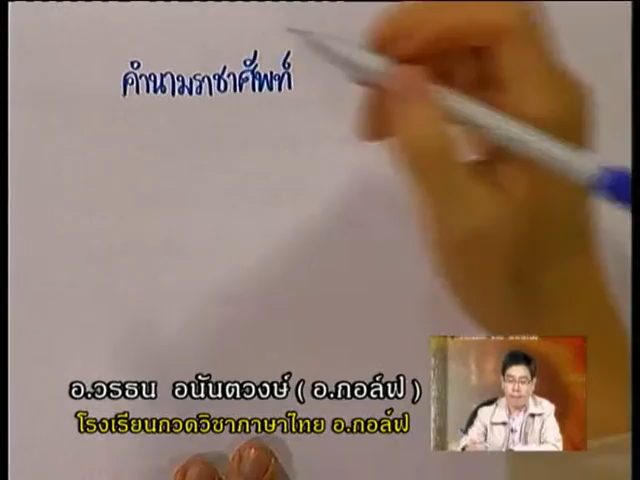 คำนามราชาศัพท์
อ.วรธน อนันตวงษ์ ( อ.กอล์ฟ )
โรงเรียนกวดวิชาภาษาไทย อ.กอล์ฟ